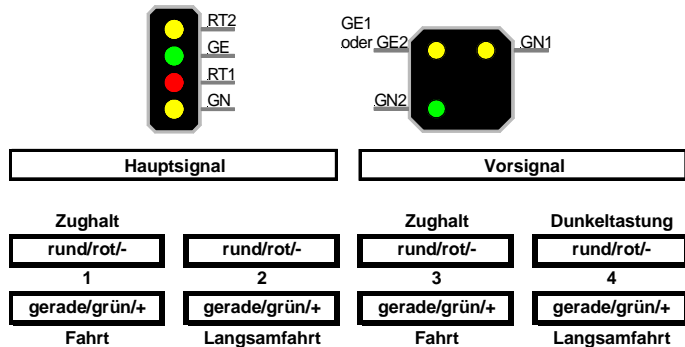 RT2
GE
RT1
GN
GE1
oder GE2
GN1
GN2
Hauptsignal Vorsignal
Zughalt Zughalt Dunkeltastung
rund/rot/- rund/rot/- rund/rot/- rund/rot/-
1 2 3 4
gerade/grün/+ gerade/grün/+ gerade/grün/+ gerade/grün/+
Fahrt Langsamfahrt Fahrt Langsamfahrt